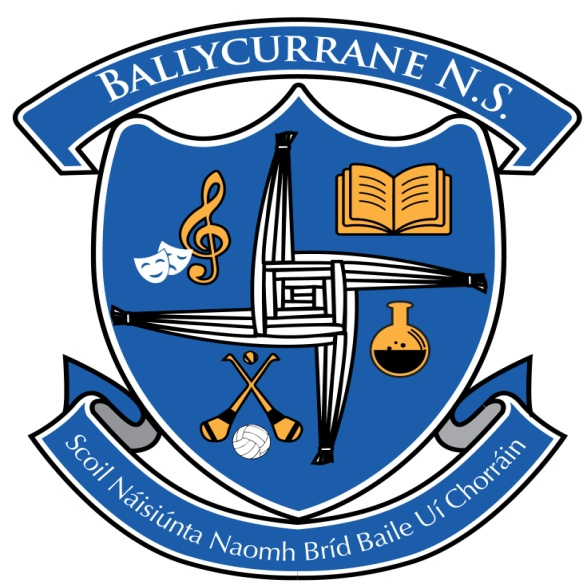 BALLYCURRANE N.S.
Scoil Náisiúnta Naomh Bríd Baile Uí Chorráin